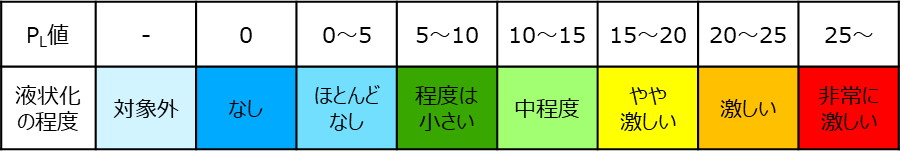 PL値 - 0 0～5 5～10 10～15 15～20 20～25 25～
液状化の程度 対象外 なし ほとんどなし 程度は小さい 中程度 やや激しい 激しい 非常に激しい